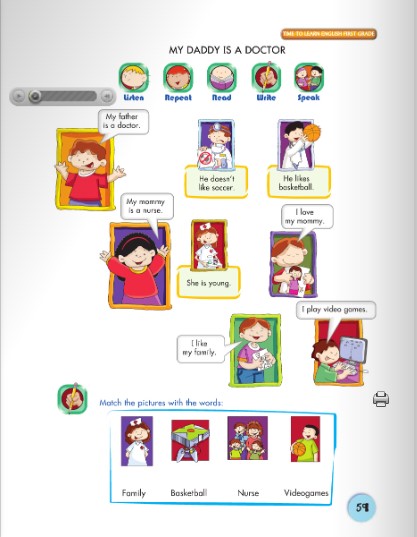 TIME TO LEARN ENGLISH FIRST GRADE
MY DADDY IS A DOCTOR
Listen Repeat Read Write Speak
My father
is a doctor.
He doesn't
like soccer.
He likes
basketball.
My mommy
is a nurse.
She is young.
I love
my mommy.
I play video games.
I like
my family.
Match the pictures with the words:
Family Basketball Nurse Videogames
59